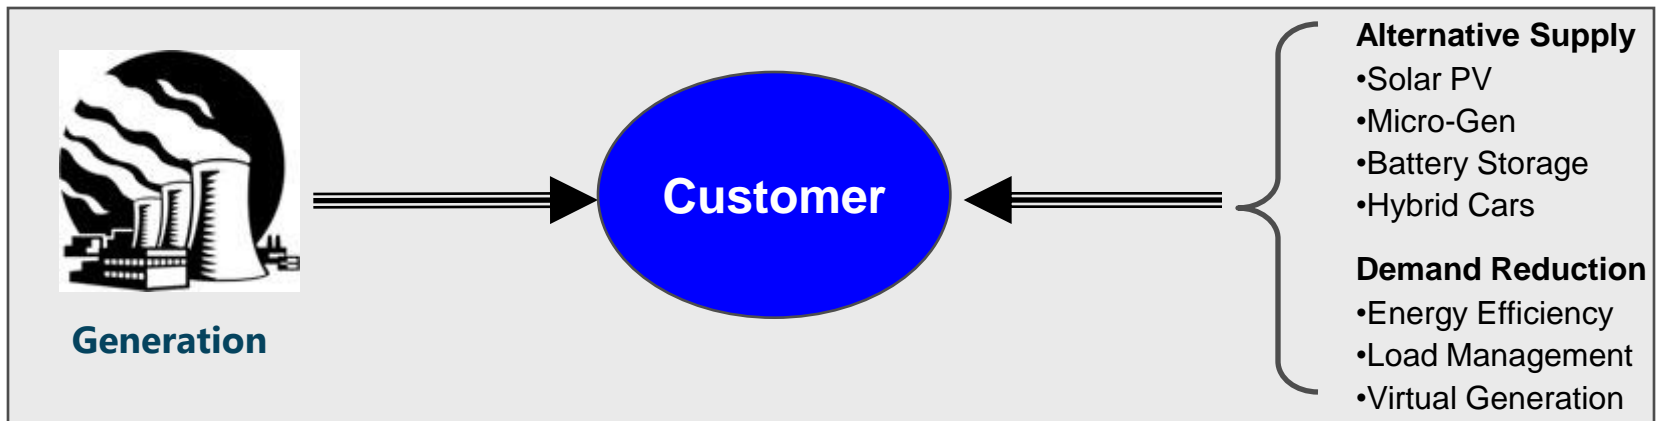 Generation
Customer
Alternative Supply
•Solar PV
•Micro-Gen
•Battery Storage
•Hybrid Cars
Demand Reduction
•Energy Efficiency
•Load Management
•Virtual Generation